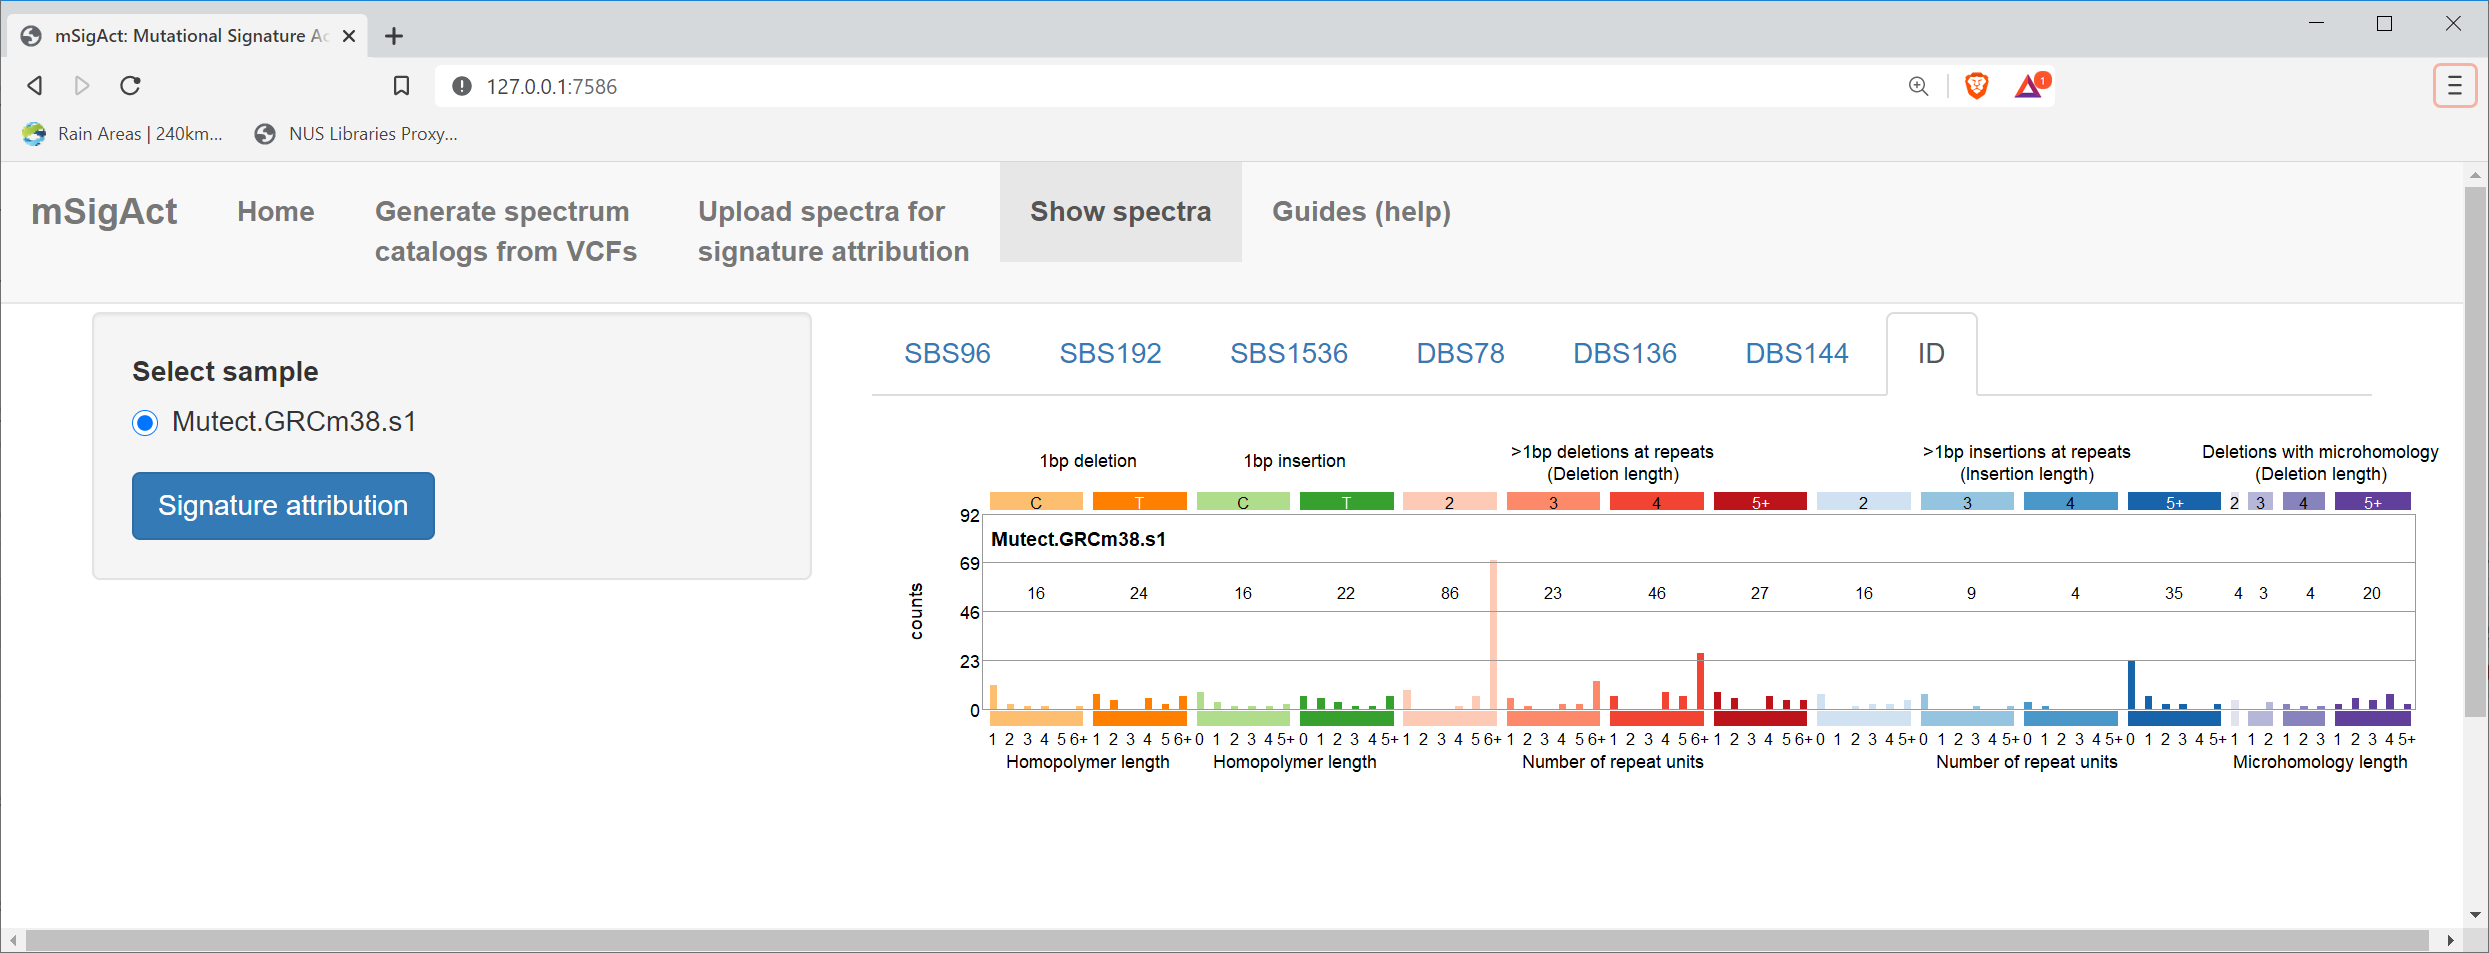 mSigAct: Mutational Signature Ac
127.0.0.1:7586
1
Rain Areas | 240km... NUS Libraries Proxy...
mSigAct Home Generate spectrum catalogs from VCFs Upload spectra for signature attribution Show spectra Guides (help)
Select sample
Mutect.GRCm38.s1
Signature attribution
SBS96 SBS192 SBS1536 DBS78 DBS136 DBS144 ID
1bp deletion 1bp insertion >1bp deletions at repeats (Deletion length) >1bp insertions at repeats (Insertion length) Deletions with microhomology (Deletion length)
C T C T 2 3 4 5+ 2 3 4 5+ 2 3 4 5+
92
Mutect.GRCm38.s1
69
16 24 16 22 86 23 46 27 16 9 4 35 4 3 4 20
46
counts
23
0
1 2 3 4 5 6+ 1 2 3 4 5 6+ 0 1 2 3 4 5+ 0 1 2 3 4 5+ 1 2 3 4 5 6+ 1 2 3 4 5 6+ 1 2 3 4 5 6+ 1 2 3 4 5 6+ 0 1 2 3 4 5+ 0 1 2 3 4 5+ 0 1 2 3 4 5+ 0 1 2 3 4 5+ 1 1 2 1 2 3 1 2 3 4 5+
Homopolymer length Homopolymer length Number of repeat units Number of repeat units Microhomology length